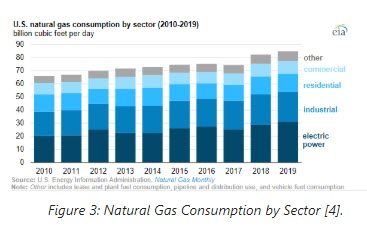 U.S. natural gas consumption by sector (2010-2019)
billion cubic feet per day
eia
90
80
70
60
50
40
30
20
10
0
other
commercial
residential
industrial
electric
power
2010 2011 2012 2013 2014 2015 2016 2017 2018 2019
Source: U.S. Energy Information Administration, Natural Gas Monthly
Note: Other includes lease and plant fuel consumption, pipeline and distribution use, and vehicle fuel consumption.
Figure 3: Natural Gas Consumption by Sector [4].